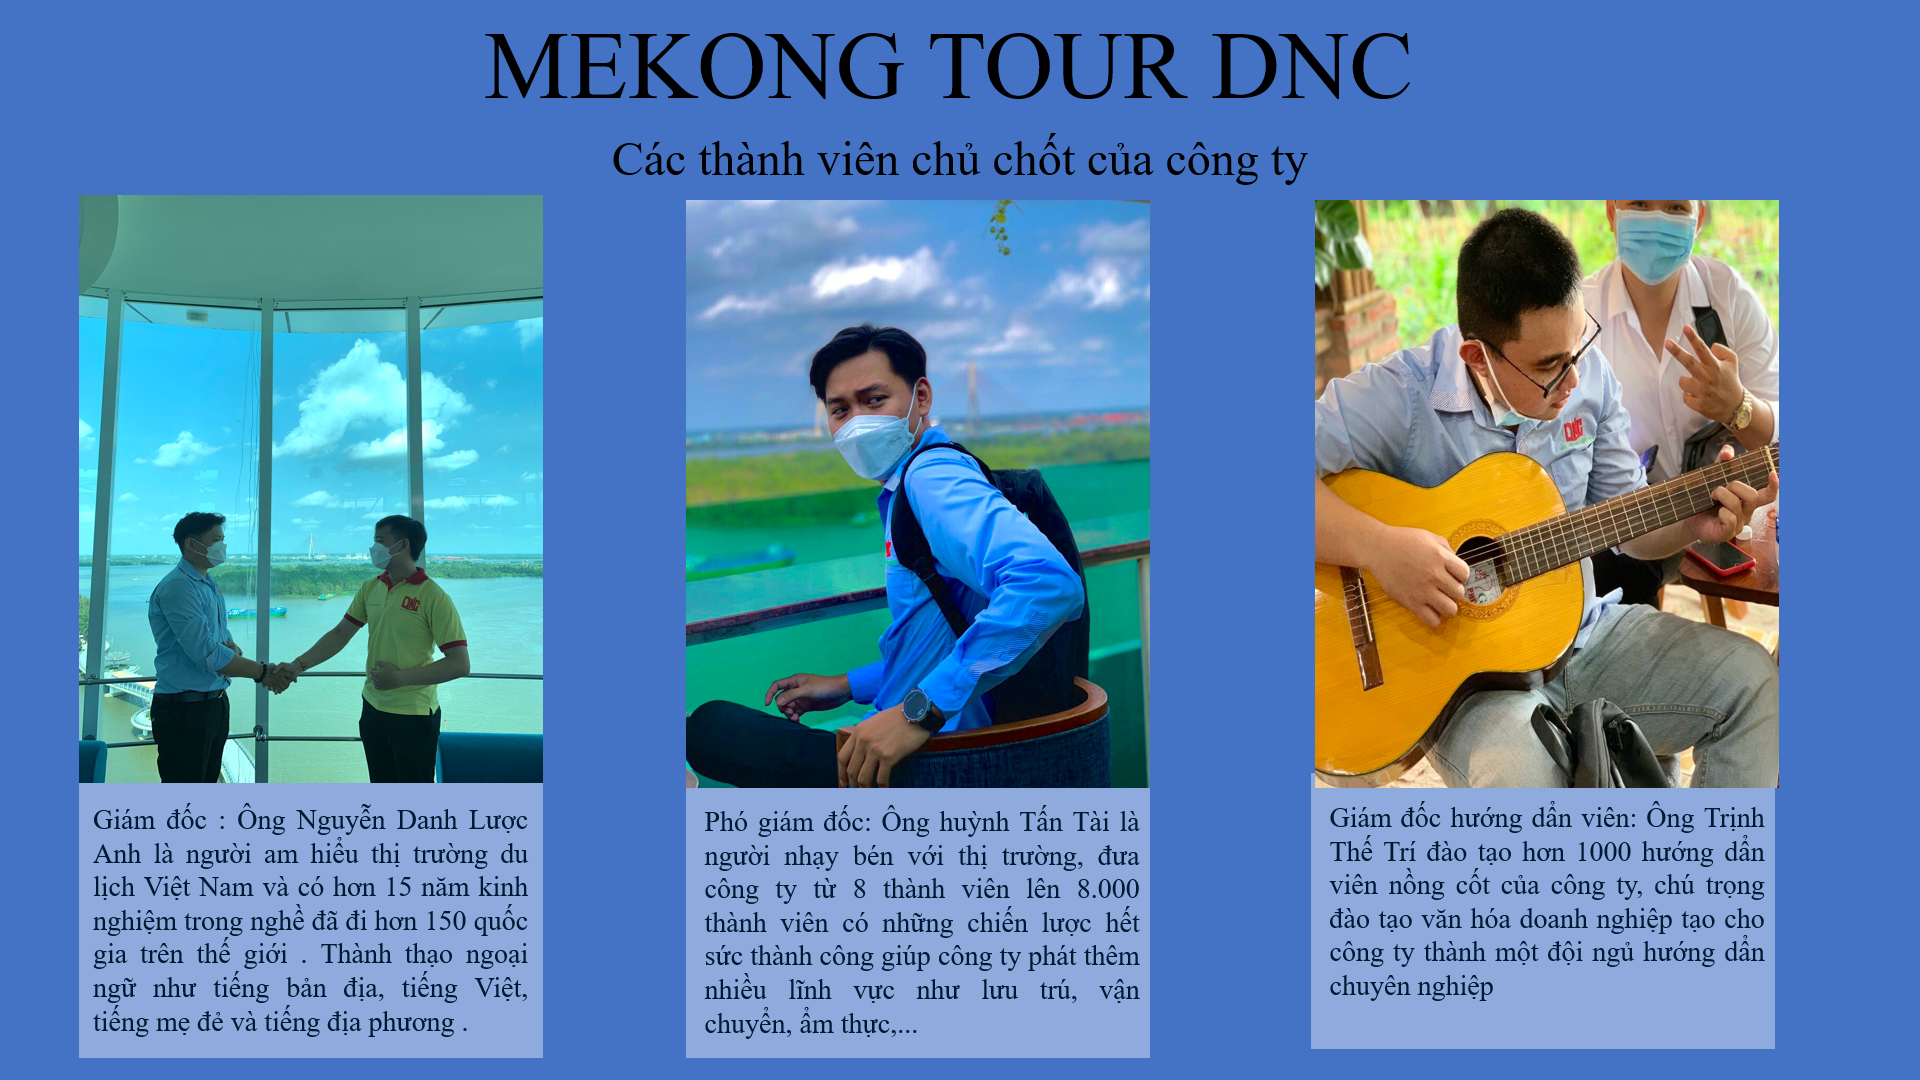 MEKONG TOUR DNC
Các thành viên chủ chốt của công ty
DNC
DNC
Giám đốc : Ông Nguyễn Danh Lược
Anh là người am hiểu thị trường du
lịch Việt Nam và có hơn 15 năm kinh
nghiệm trong nghề đã đi hơn 150 quốc
gia trên thế giới . Thành thạo ngoại
ngữ như tiếng bản địa, tiếng Việt,
tiếng mẹ đẻ và tiếng địa phương .
Phó giám đốc: Ông huỳnh Tấn Tài là
người nhạy bén với thị trường, đưa
công ty từ 8 thành viên lên 8.000
thành viên có những chiến lược hết
sức thành công giúp công ty phát thêm
nhiều lĩnh vực như lưu trú, vận
chuyển, ẩm thực,...
Giám đốc hướng dẩn viên: Ông Trịnh
Thế Trí đào tạo hơn 1000 hướng dẩn
viên nồng cốt của công ty, chú trọng
đào tạo văn hóa doanh nghiệp tạo cho
công ty thành một đội ngủ hướng dẩn
chuyên nghiệp